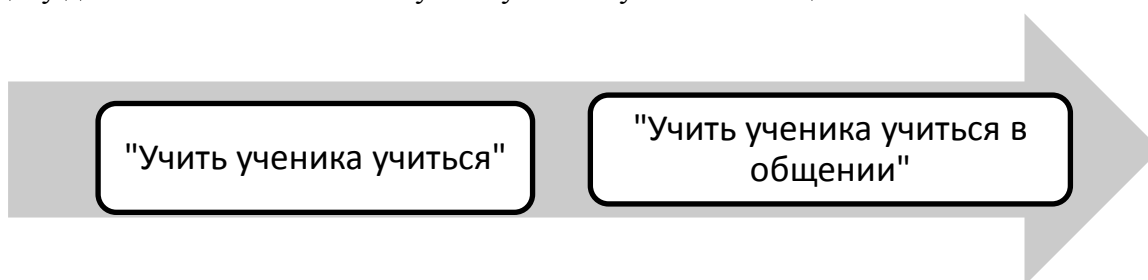 "Учить ученика учиться"
"Учить ученика учиться в
общении"